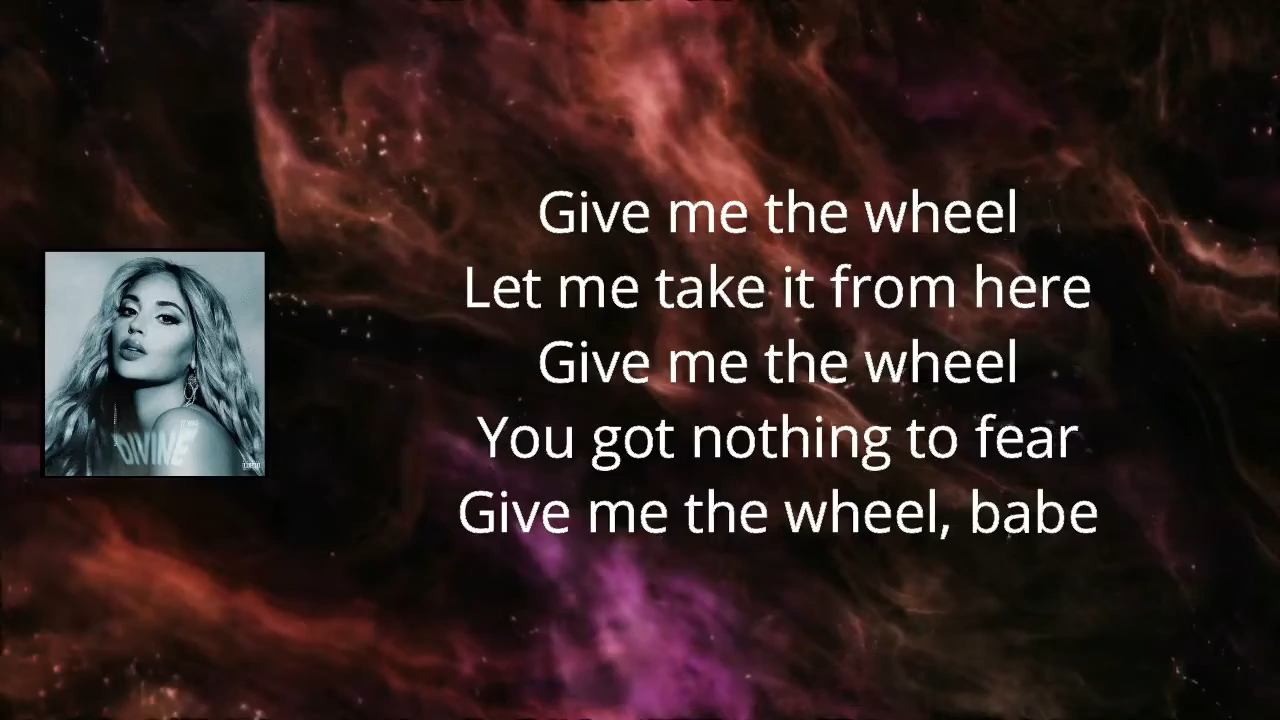 Give me the wheel
Let me take it from here
Give me the wheel
You got nothing to fear
Give me the wheel, babe
DIVINE